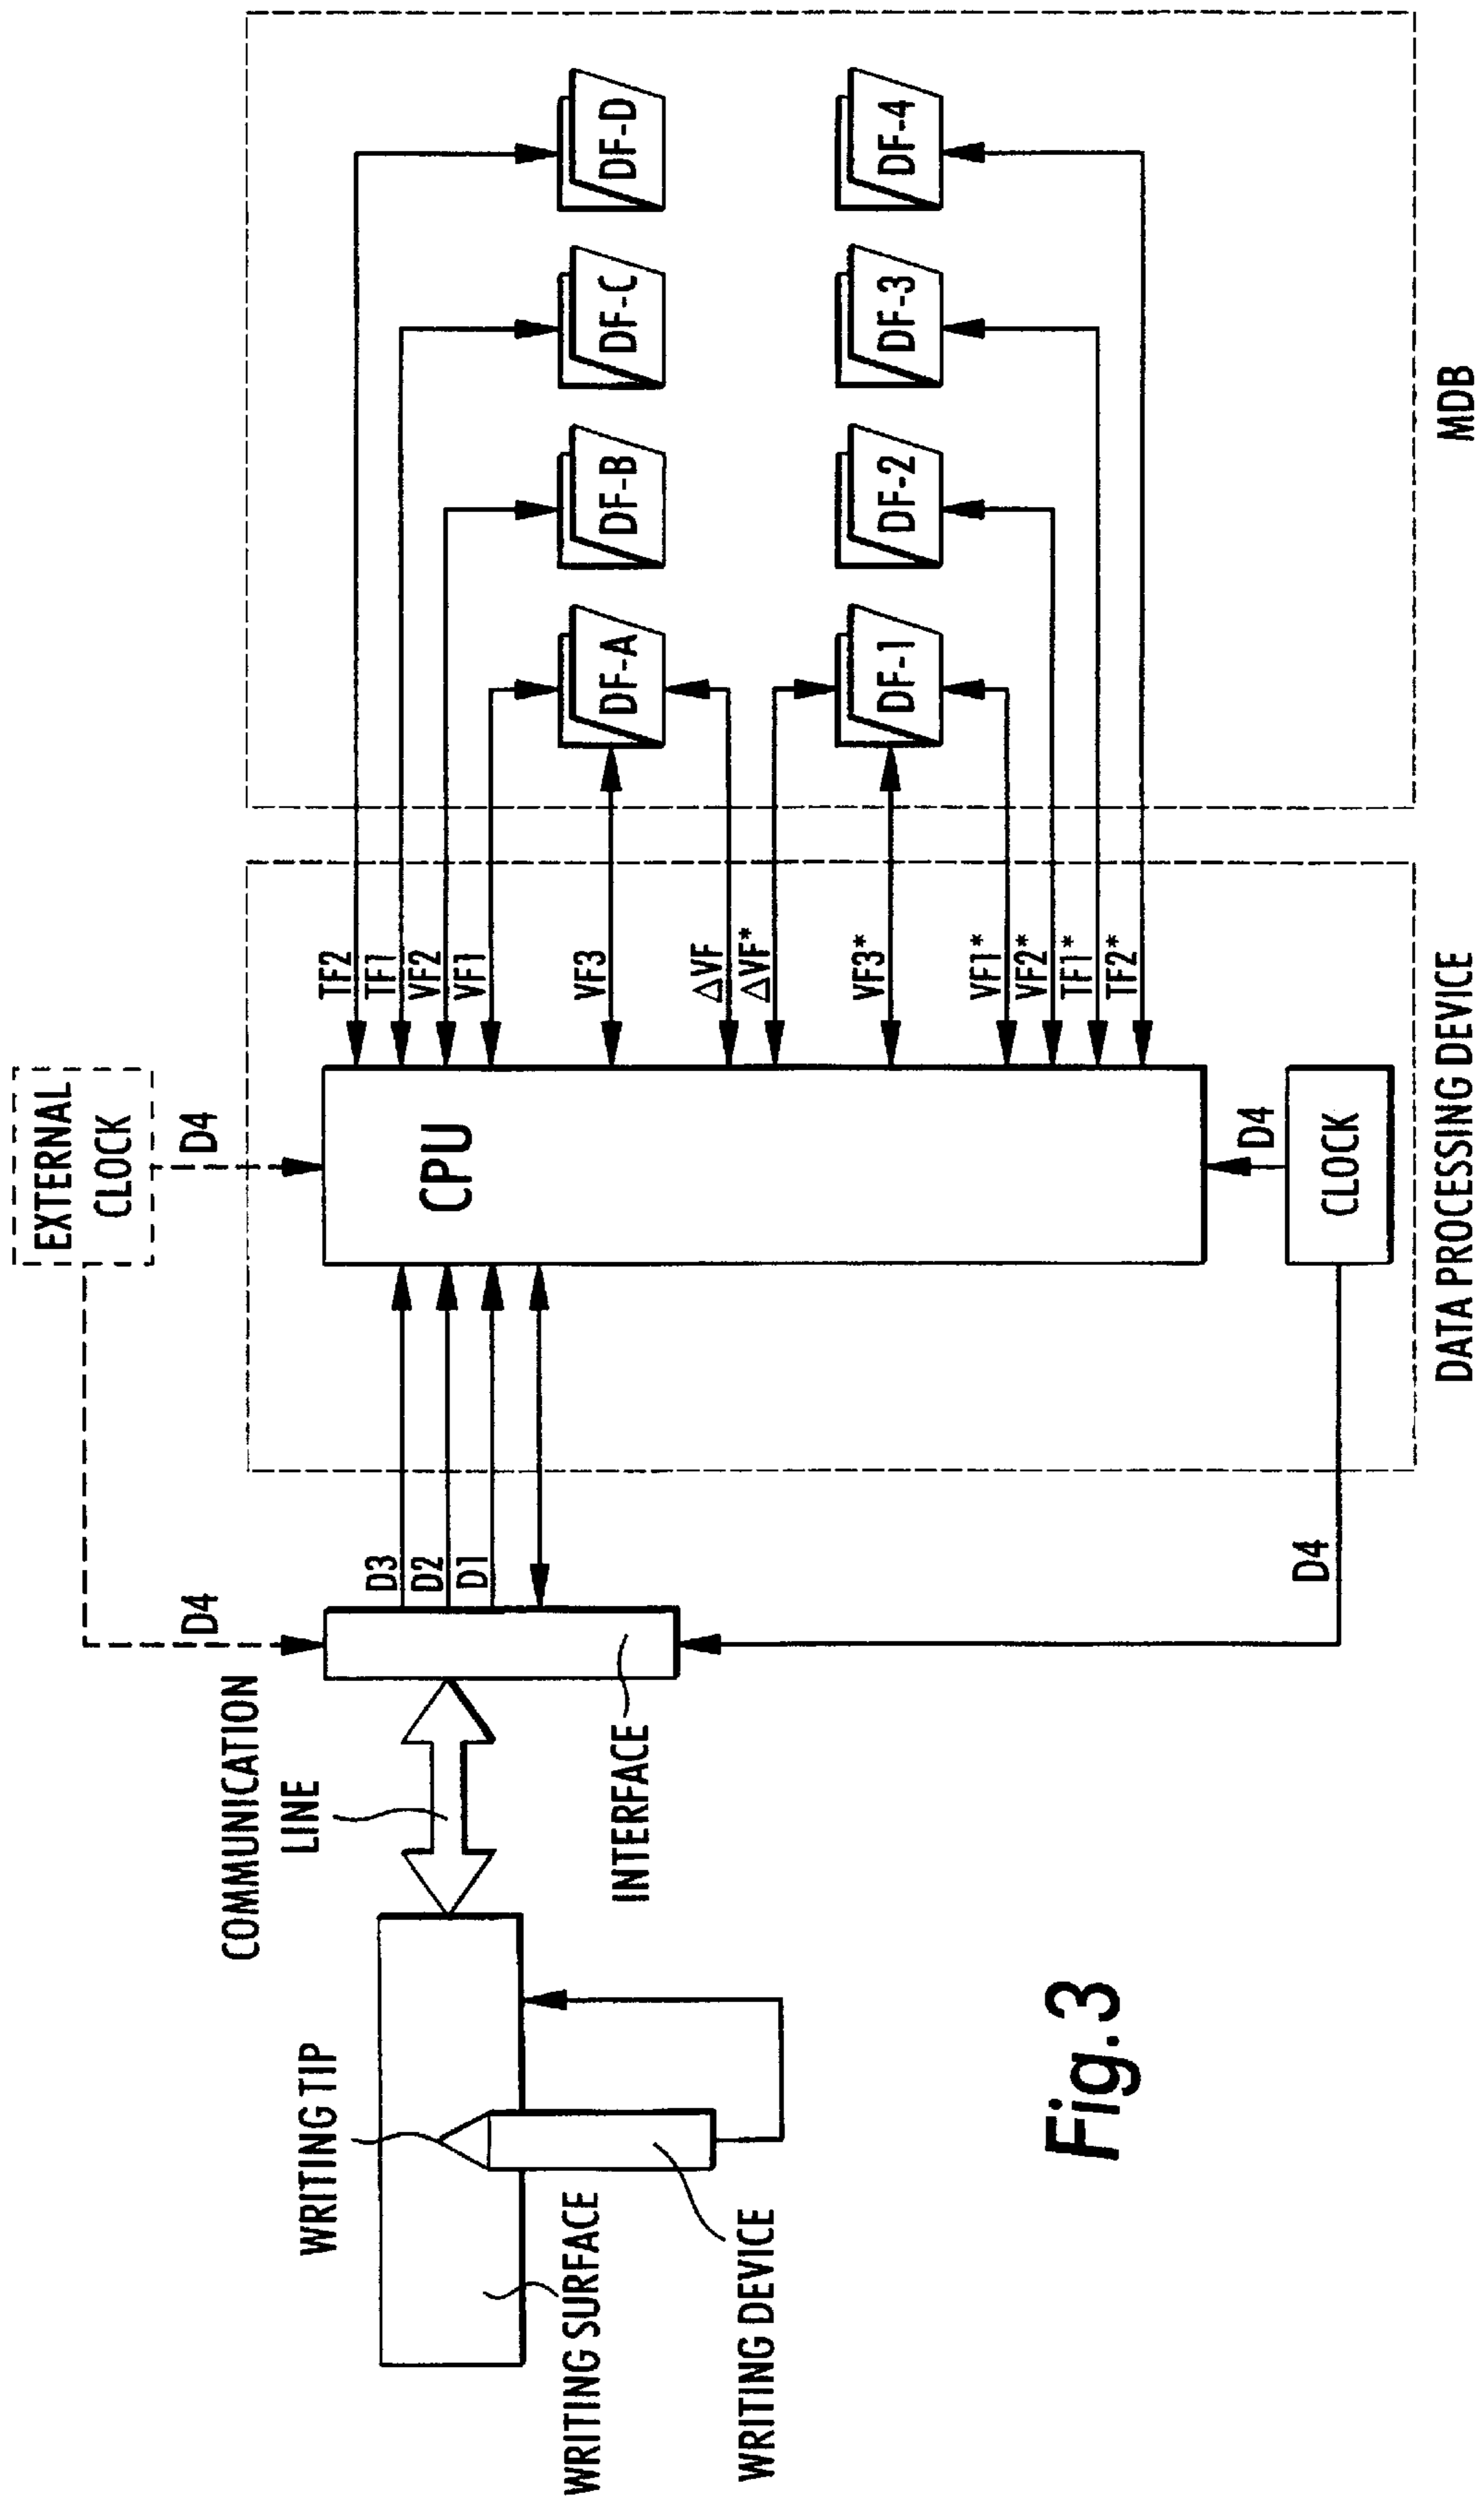 EXTERNAL
CLOCK
D4
D4
COMMUNICATION
LINE
WRITING TIP
D3
D2
D1
CPU
TF2
TF1
VF2
VF1
VF3
△VF
△VF*
VF3*
VF1*
VF2*
TF1*
TF2*
DF-A
DF-B
DF-C
DF-D
DF-1
DF-2
DF-3
DF-4
WRITING SURFACE
INTERFACE
WRITING DEVICE
D4
D4
CLOCK
DATA PROCESSING DEVICE
MDB
Fig.3